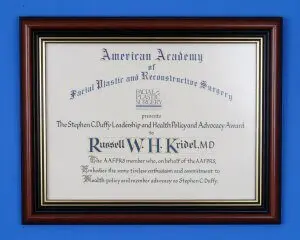 American Academy
of
Facial Plastic and Reconstructive Surgery
FACIAL
PLASTIC
SURGERY
presents
The Stephen C. Duffy Leadership and Health Policy and Advocacy Award
to
Russell W. H. Kridel, MD
The AAFPRS member who, on behalf of the AAFPRS,
the same tireless enthusiasm and commitment to
Health policy and member advocacy as Stephen C. Duffy.